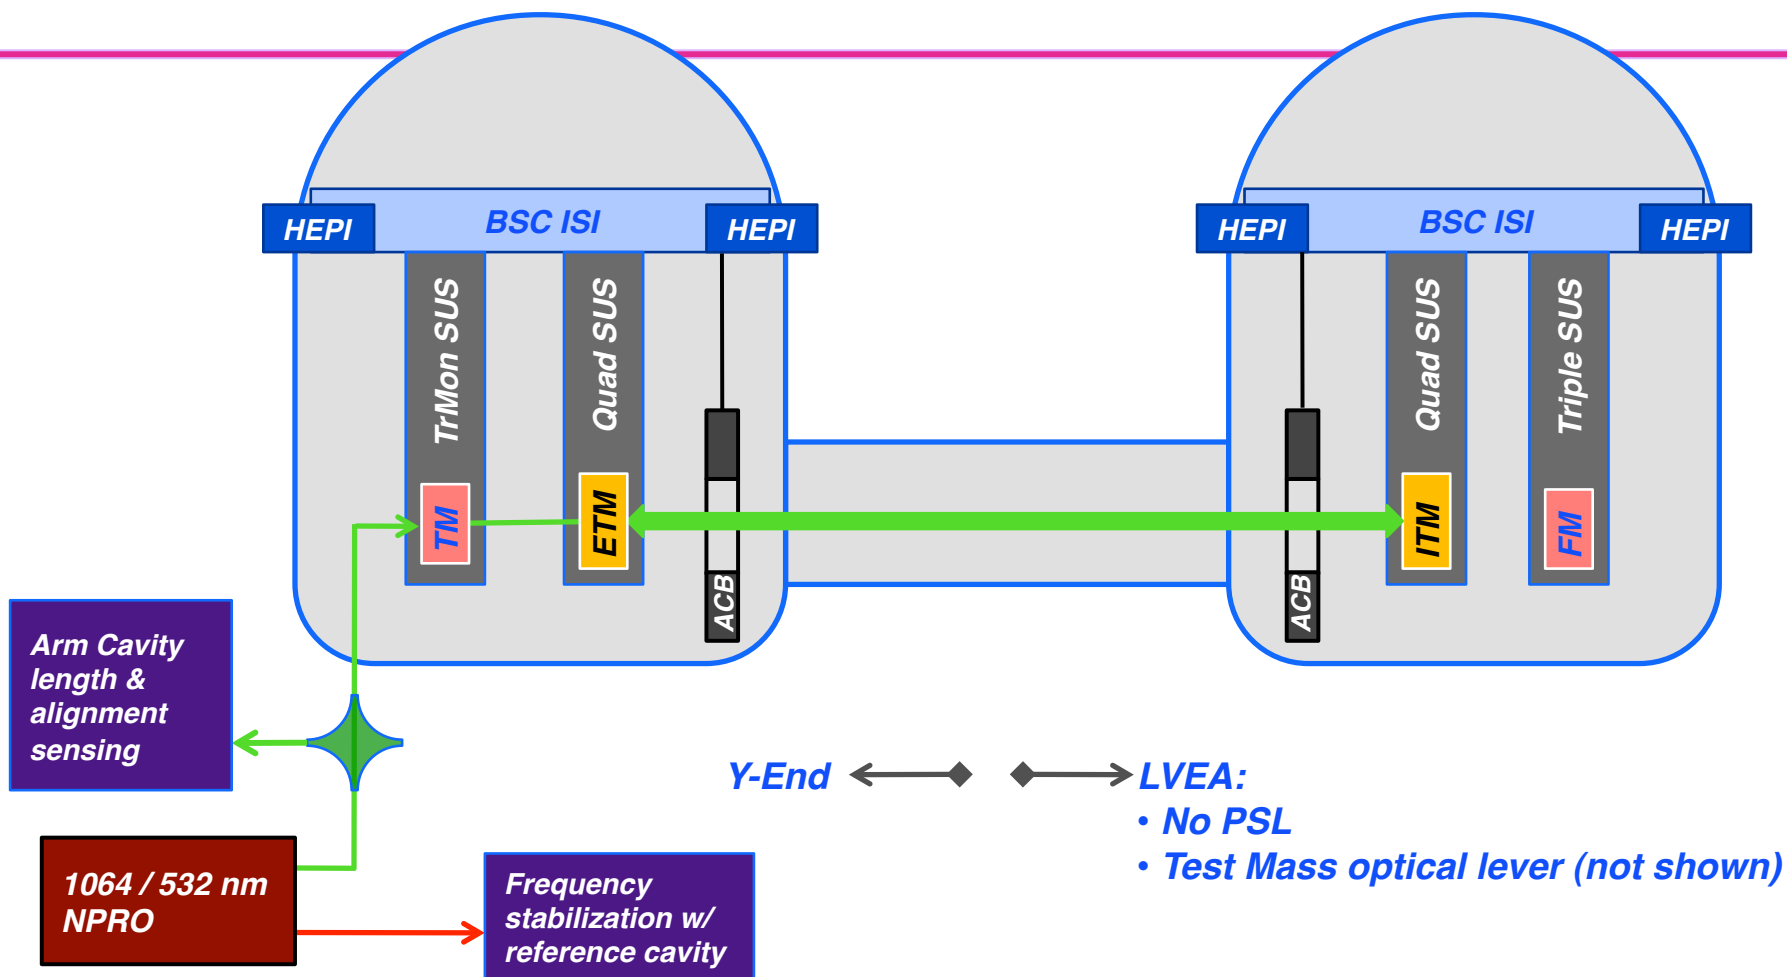 HEPI
BSC ISI
HEPI
HEPI
BSC ISI
HEPI
TrMon SUS
Quad SUS
Quad SUS
Triple SUS
TM
ETM
ITM
FM
ACB
ACB
Arm Cavity
length &
alignment
sensing
Y-End
LVEA:
• No PSL
• Test Mass optical lever (not shown)
1064 / 532 nm
NPRO
Frequency
stabilization w/
reference cavity